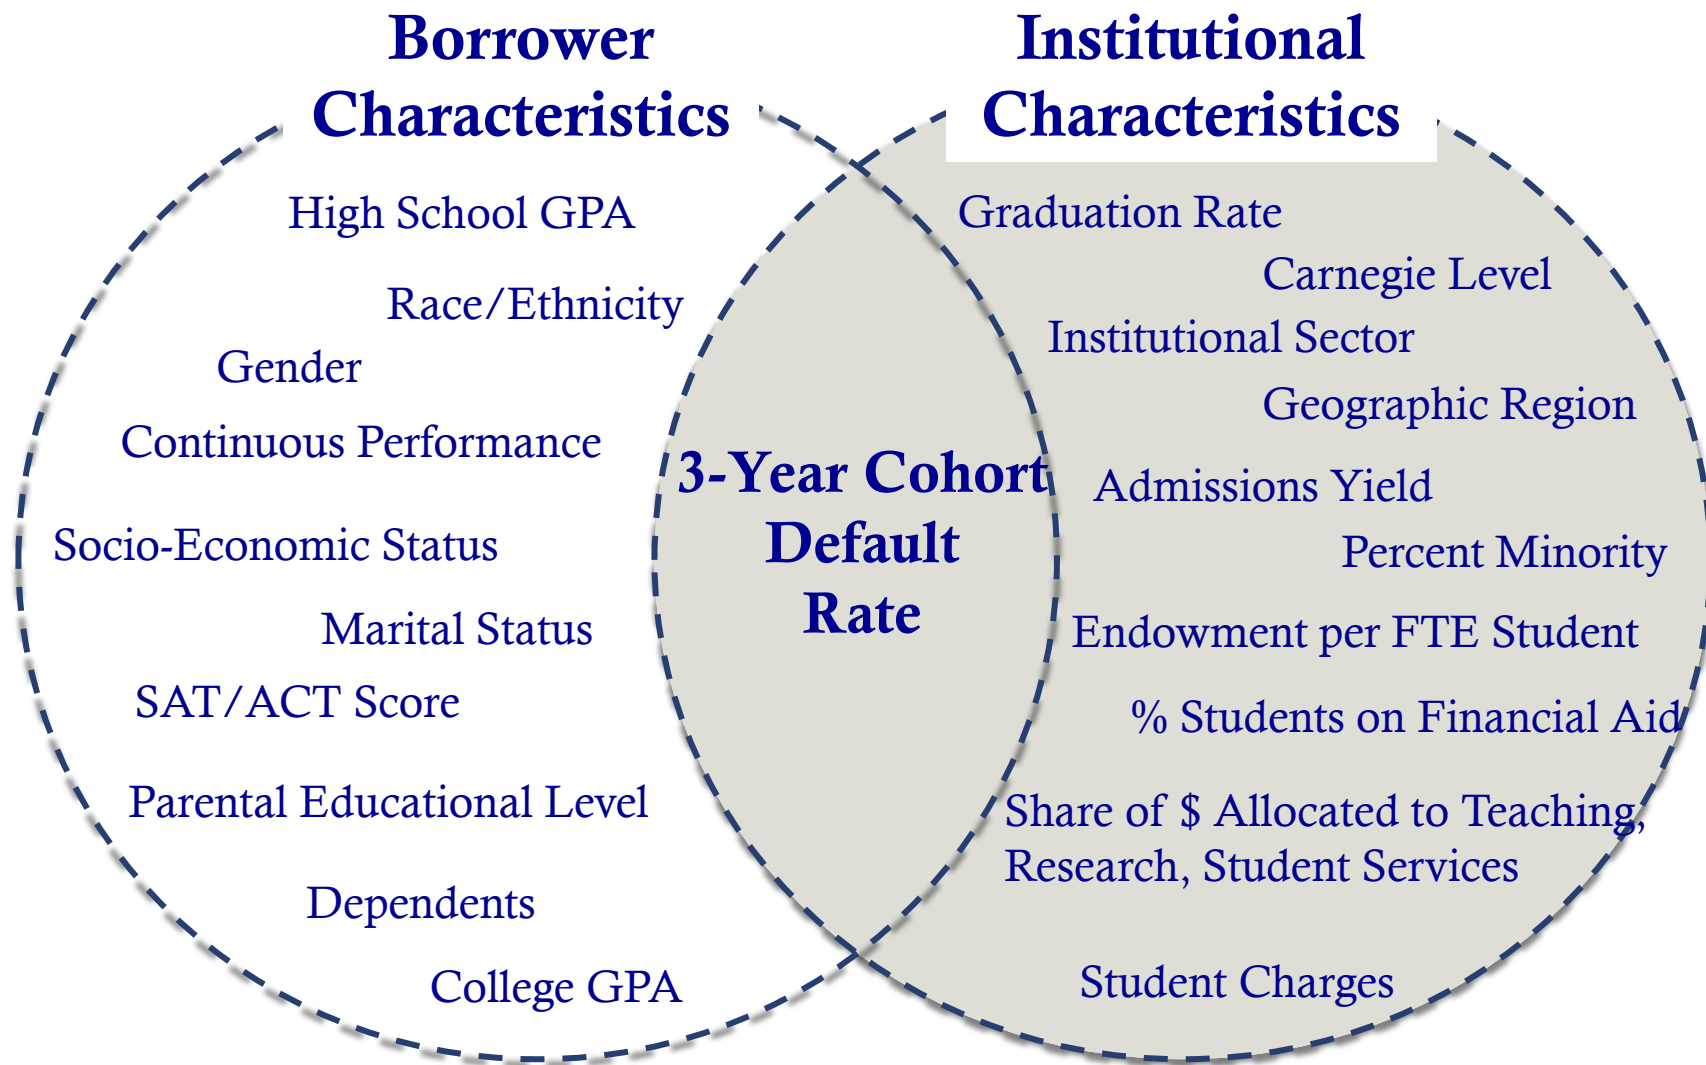 Borrower
Characteristics
High School GPA
Race/Ethnicity
Gender
Continuous Performance
Socio-Economic Status
Marital Status
SAT/ACT Score
Parental Educational Level
Dependents
College GPA
3-Year Cohort
Default
Rate
Institutional
Characteristics
Graduation Rate
Carnegie Level
Institutional Sector
Geographic Region
Admissions Yield
Percent Minority
Endowment per FTE Student
% Students on Financial Aid
Share of $ Allocated to Teaching,
Research, Student Services
Student Charges